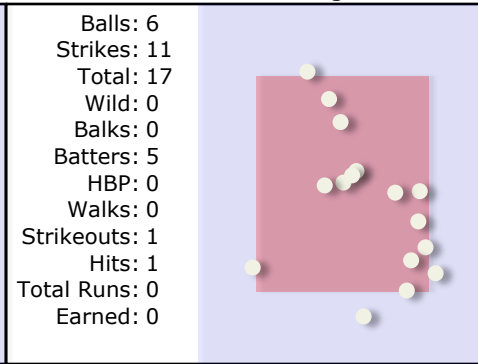 Balls: 6
Strikes: 11
Total: 17
Wild: 0
Balks: 0
Batters: 5
HBP: 0
Walks: 0
Strikeouts: 1
Hits: 1
Total Runs: 0
Earned: 0